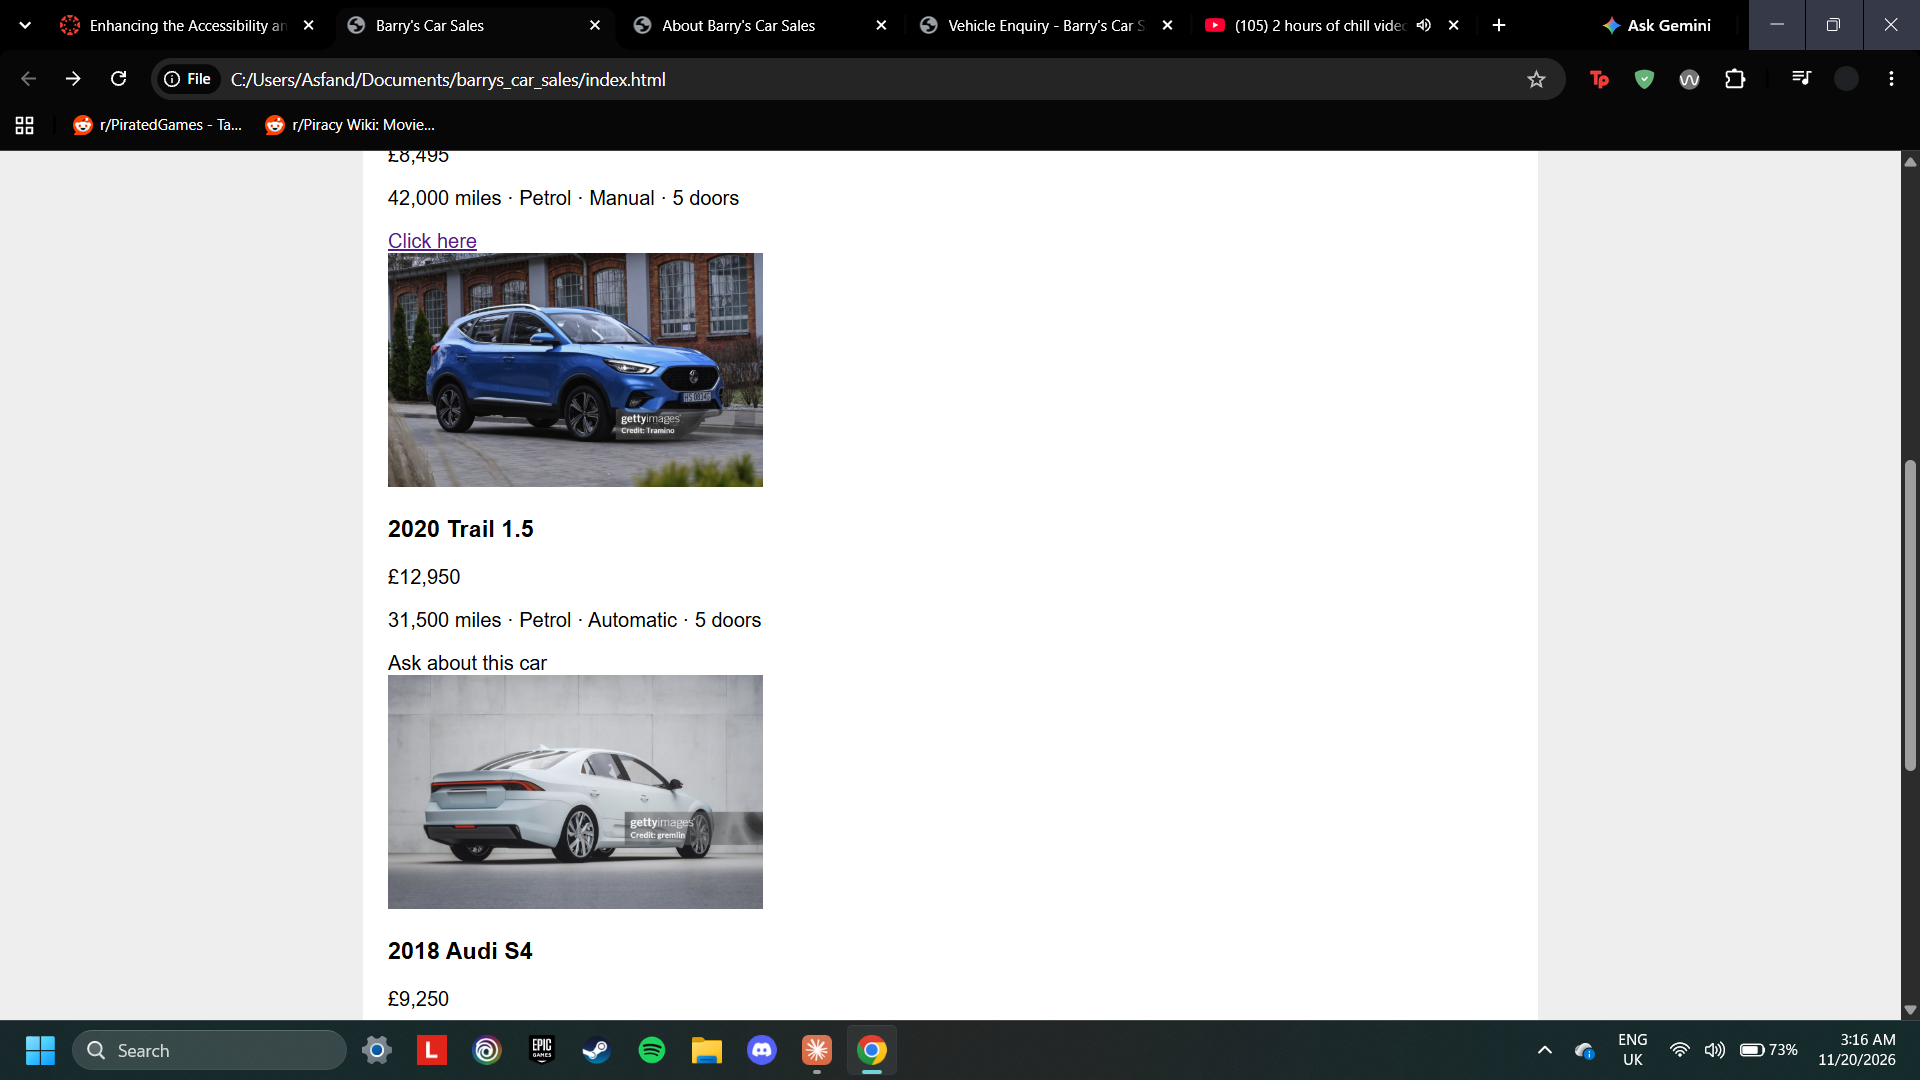 Enhancing the Accessibility an
Barry's Car Sales
About Barry's Car Sales
Vehicle Enquiry - Barry's Car S
(105) 2 hours of chill videc
Ask Gemini
File
C:/Users/Asfand/Documents/barrys_car_sales/index.html
Tp
r/PiratedGames - Ta...
r/Piracy Wiki: Movie...
£8,495
42,000 miles · Petrol · Manual · 5 doors
Click here
gettyimages
Credit: Tramino
2020 Trail 1.5
£12,950
31,500 miles · Petrol · Automatic · 5 doors
Ask about this car
gettyimages
Credit: gremlin
2018 Audi S4
£9,250
Search
L
EPIC
GAMES
ENG
UK
73%
3:16 AM
11/20/2026